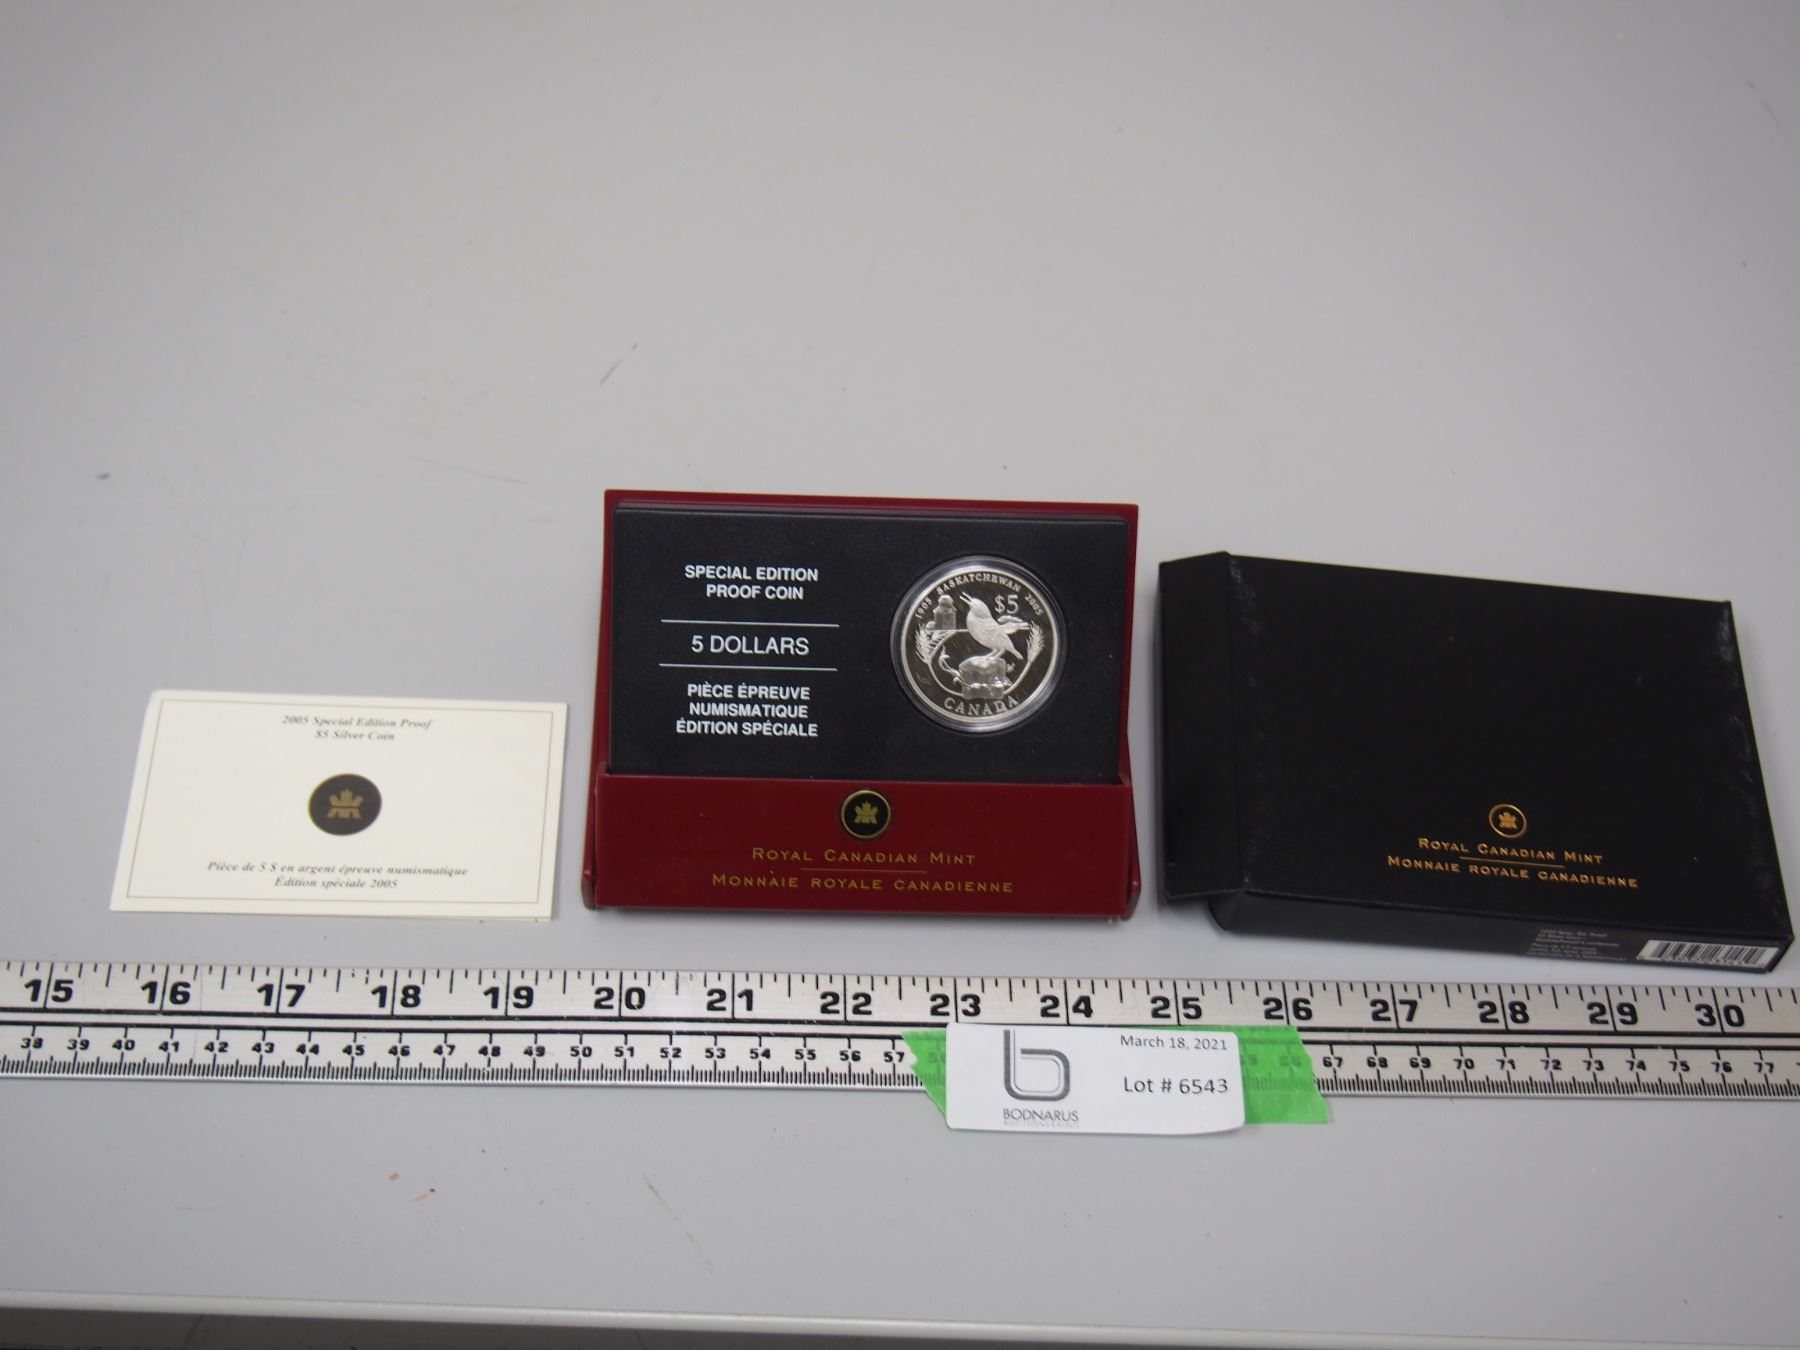 2005 Special Edition Proof
$5 Silver Coin
Pièce de 5 $ en argent épreuve numismatique
Édition spéciale 2005
SPECIAL EDITION
PROOF COIN
5 DOLLARS
PIÈCE ÉPREUVE
NUMISMATIQUE
ÉDITION SPÉCIALE
1905 SASKATCHEWAN 2005
$5
CANADA
ROYAL CANADIAN MINT
MONNAIE ROYALE CANADIENNE
ROYAL CANADIAN MINT
MONNAIE ROYALE CANADIENNE
15 16 17 18 19 20 21 22 23 24 25 26 27 28 29 30
38 39 40 41 42 43 44 45 46 47 48 49 50 51 52 53 54 55 56 57 67 68 69 70 71 72 73 74 75 76 77
March 18, 2021
Lot # 6543
BODNARUS
AUCTIONEERING